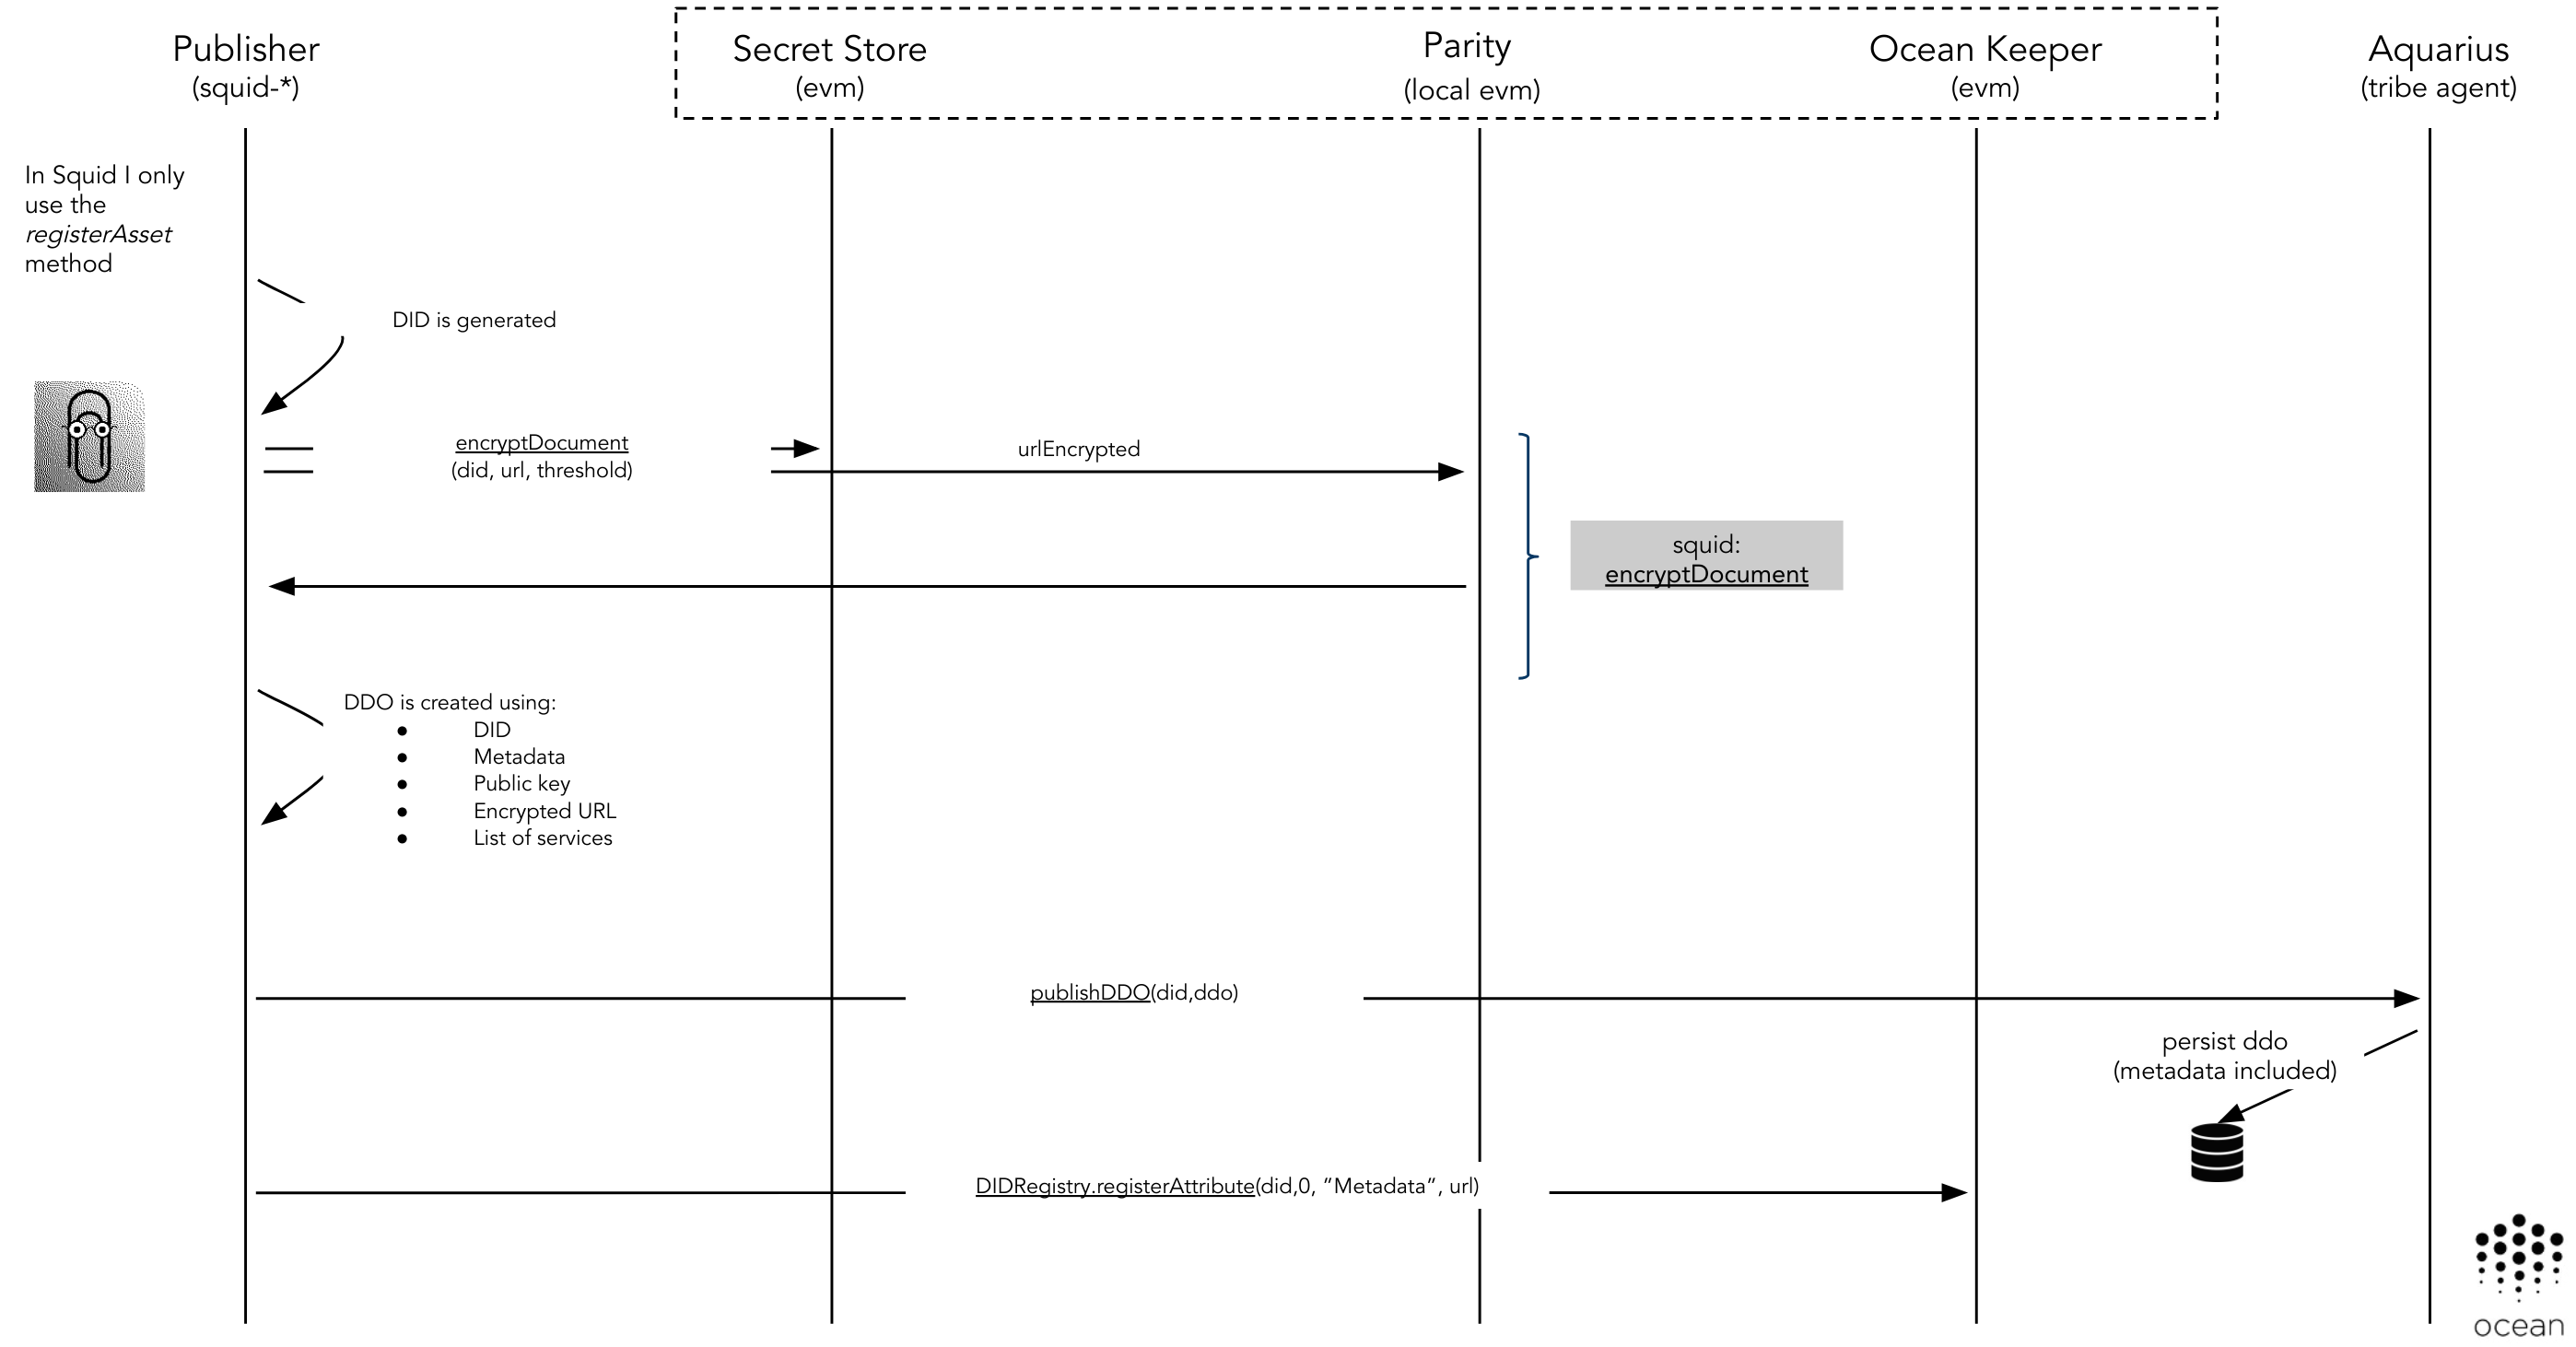 Publisher
(squid-*)
Secret Store
(evm)
Parity
(local evm)
Ocean Keeper
(evm)
Aquarius
(tribe agent)
In Squid I only
use the
registerAsset
method
DID is generated
encryptDocument
(did, url, threshold)
urlEncrypted
squid:
encryptDocument
DDO is created using:
● DID
● Metadata
● Public key
● Encrypted URL
● List of services
publishDDO(did,ddo)
persist ddo
(metadata included)
DIDRegistry.registerAttribute(did,0, “Metadata”, url)
ocean